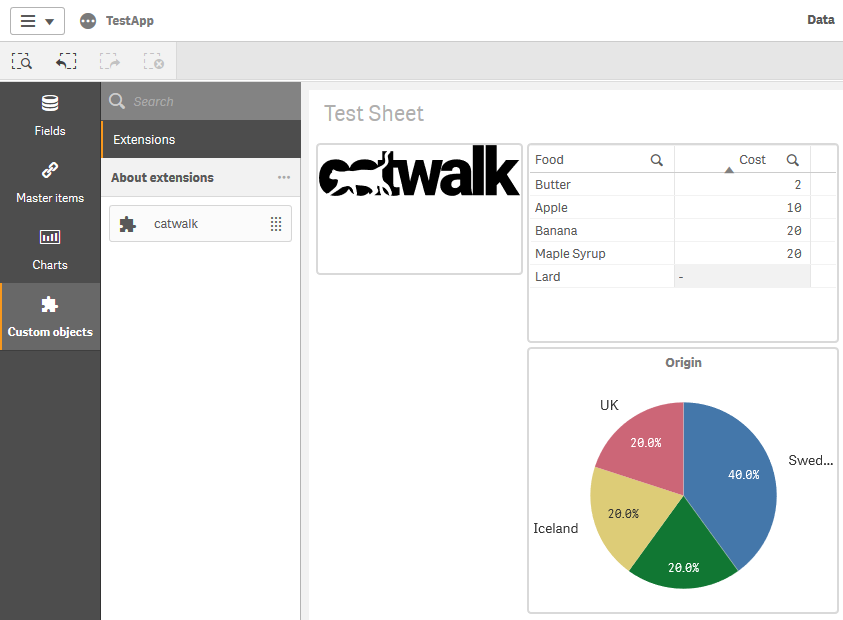 TestApp
Data
Fields
Master items
Charts
Custom objects
Search
Extensions
About extensions
catwalk
Test Sheet
catwalk
Food Cost
Butter 2
Apple 10
Banana 20
Maple Syrup 20
Lard -
Origin
UK
20.0%
40.0%
Swed...
20.0%
Iceland
20.0%